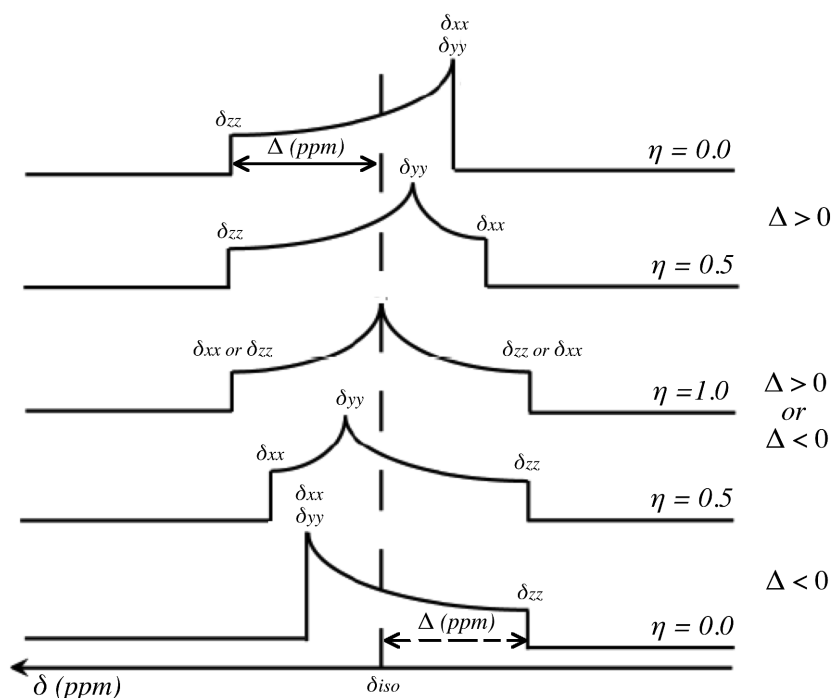 δxx
δyy
δzz
Δ (ppm)
η = 0.0
δyy
Δ > 0
δzz
δxx
η = 0.5
δxx or δzz
δzz or δxx
Δ > 0
η =1.0
or
δyy
Δ < 0
δxx
δzz
δxx
η = 0.5
δyy
Δ < 0
δzz
Δ (ppm)
η = 0.0
δ (ppm)
δiso